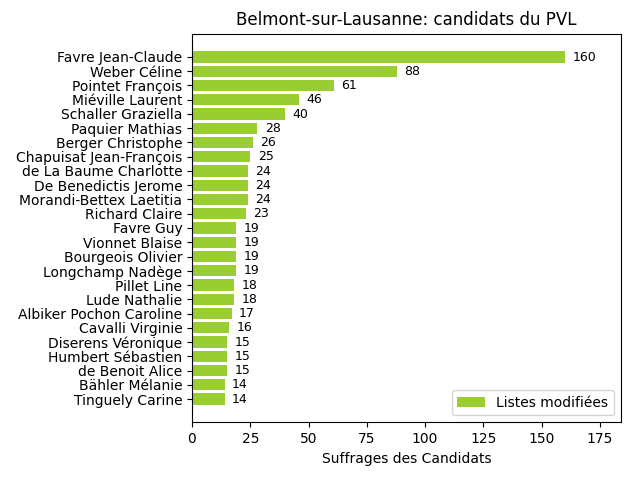 Belmont-sur-Lausanne: candidats du PVL
Favre Jean-Claude 160
Weber Céline 88
Pointet François 61
Miéville Laurent 46
Schaller Graziella 40
Paquier Mathias 28
Berger Christophe 26
Chapuisat Jean-François 25
de La Baume Charlotte 24
De Benedictis Jerome 24
Morandi-Bettex Laetitia 24
Richard Claire 23
Favre Guy 19
Vionnet Blaise 19
Bourgeois Olivier 19
Longchamp Nadège 19
Pillet Line 18
Lude Nathalie 18
Albiker Pochon Caroline 17
Cavalli Virginie 16
Diserens Véronique 15
Humbert Sébastien 15
de Benoit Alice 15
Bähler Mélanie 14
Tinguely Carine 14
Listes modifiées
0 25 50 75 100 125 150 175
Suffrages des Candidats